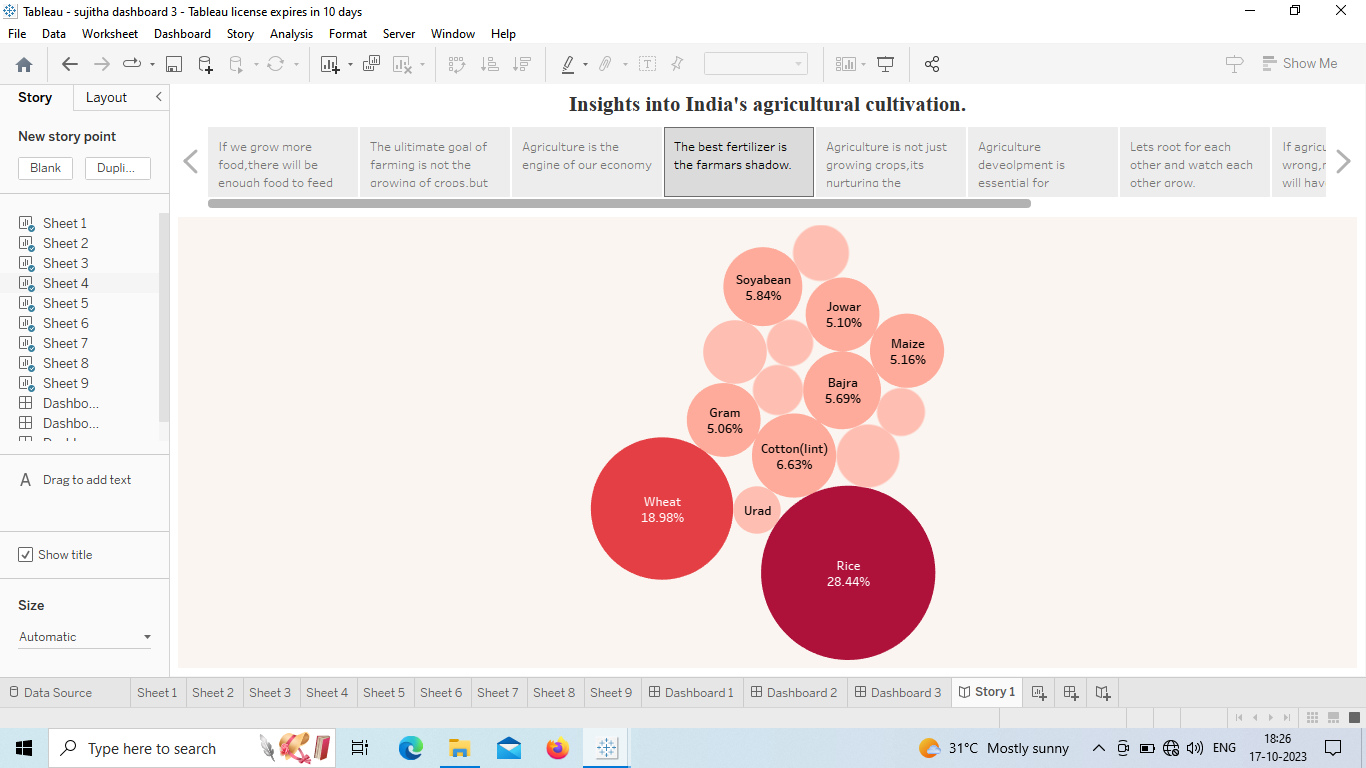 Tableau - sujitha dashboard 3 - Tableau license expires in 10 days
File Data Worksheet Dashboard Story Analysis Format Server Window Help
Show Me
Story Layout
New story point
Blank Dupli...
Sheet 1
Sheet 2
Sheet 3
Sheet 4
Sheet 5
Sheet 6
Sheet 7
Sheet 8
Sheet 9
Dashbo...
Dashbo...
A Drag to add text
Show title
Size
Automatic
Insights into India's agricultural cultivation.
If we grow more
food,there will be
enough food to feed
The ulitimate goal of
farming is not the
growing of crops,but
Agriculture is the
engine of our economy
The best fertilizer is
the farmars shadow.
Agriculture is not just
growing crops,its
nurturing the
Agriculture
deveolpment is
essential for
Lets root for each
other and watch each
other grow.
If agricu
wrong,r
will hav
Soyabean
5.84%
Jowar
5.10%
Maize
5.16%
Bajra
5.69%
Gram
5.06%
Cotton(lint)
6.63%
Wheat
18.98%
Urad
Rice
28.44%
Data Source Sheet 1 Sheet 2 Sheet 3 Sheet 4 Sheet 5 Sheet 6 Sheet 7 Sheet 8 Sheet 9 Dashboard 1 Dashboard 2 Dashboard 3 Story 1
Type here to search
31°C Mostly sunny
ENG
18:26
17-10-2023